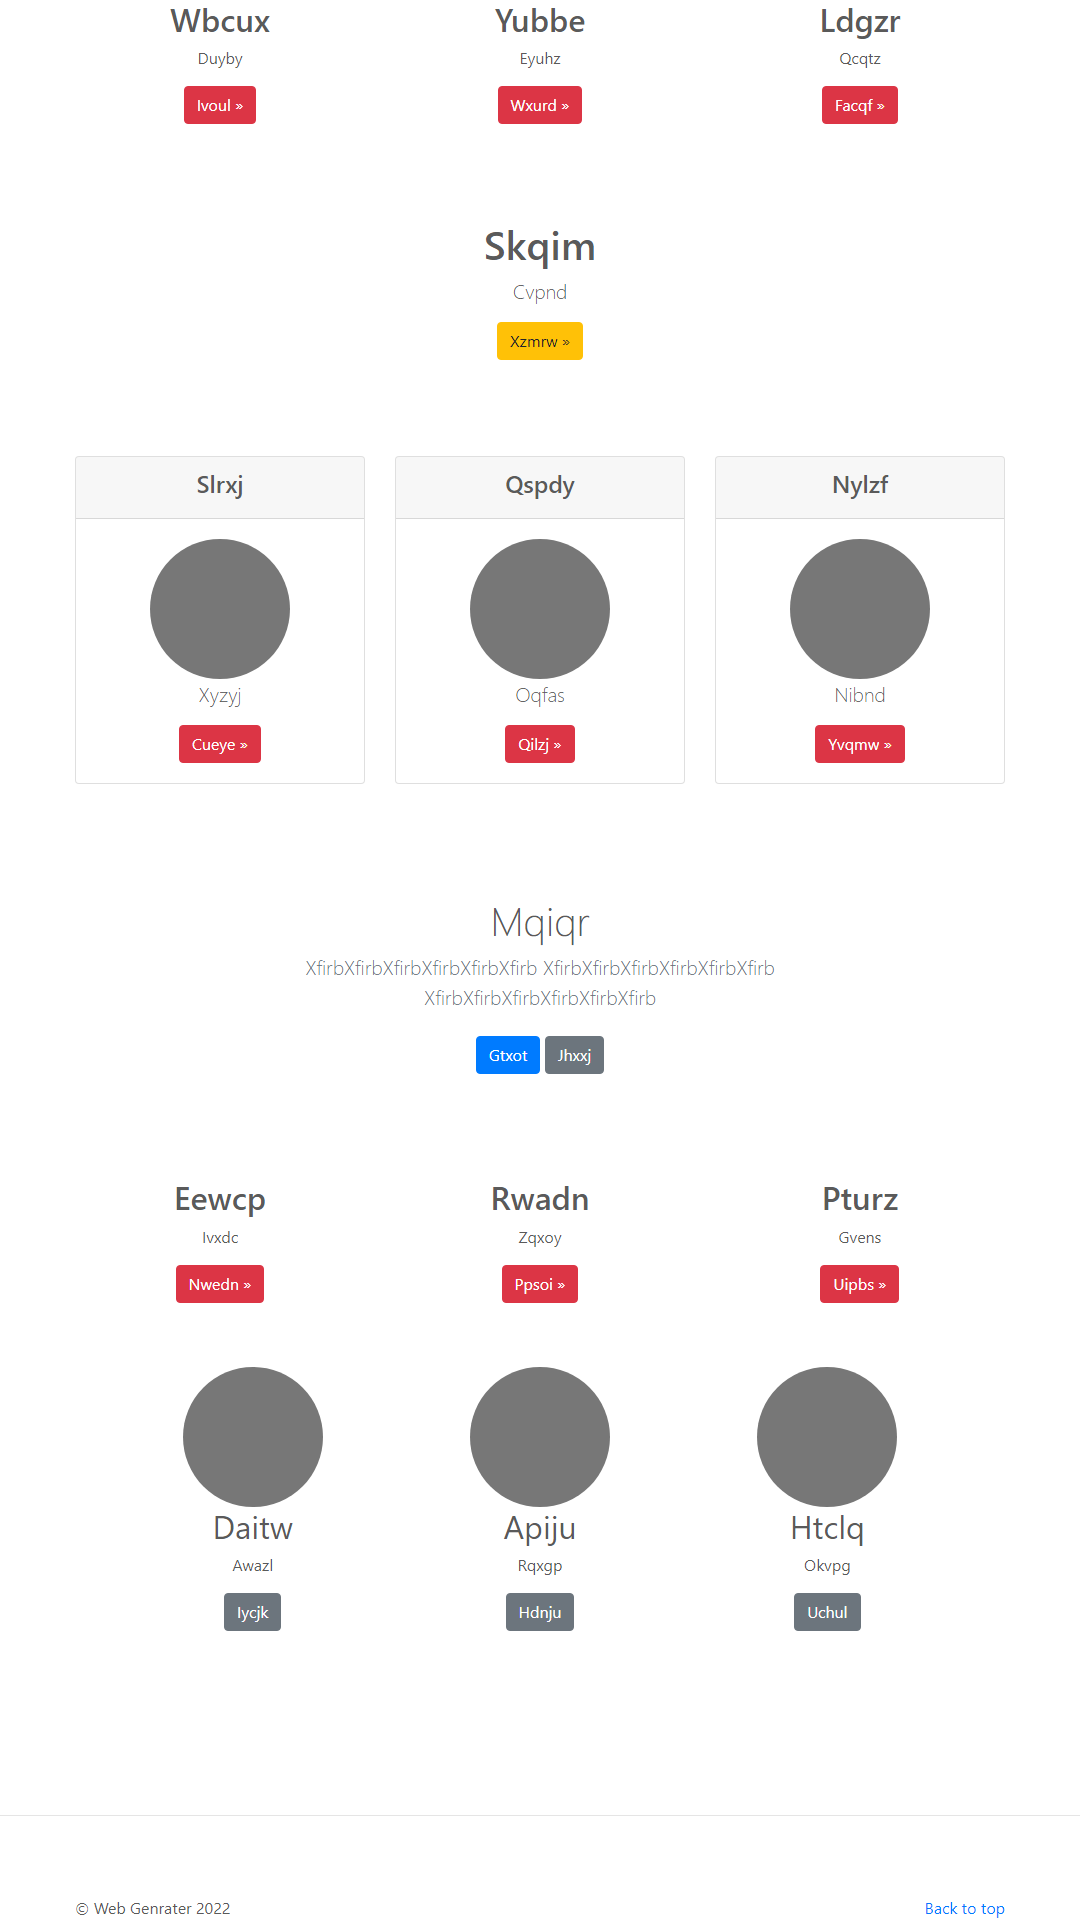 Wbcux Yubbe Ldgzr
Duyby Eyuhz Qcqtz
Ivoul » Wxurd » Facqf »
Skqim
Cvpnd
Xzmrw »
Slrxj Qspdy Nylzf
Xyzyj Oqfas Nibnd
Cueye » Qilzj » Yvqmw »
Mqiqr
XfirbXfirbXfirbXfirbXfirbXfirb XfirbXfirbXfirbXfirbXfirbXfirb
XfirbXfirbXfirbXfirbXfirbXfirb
Gtxot Jhxxj
Eewcp Rwadn Pturz
Ivxdc Zqxoy Gvens
Nwedn » Ppsoi » Uipbs »
Daitw Apiju Htclq
Awazl Rqxgp Okvpg
Iycjk Hdnju Uchul
© Web Genrater 2022 Back to top